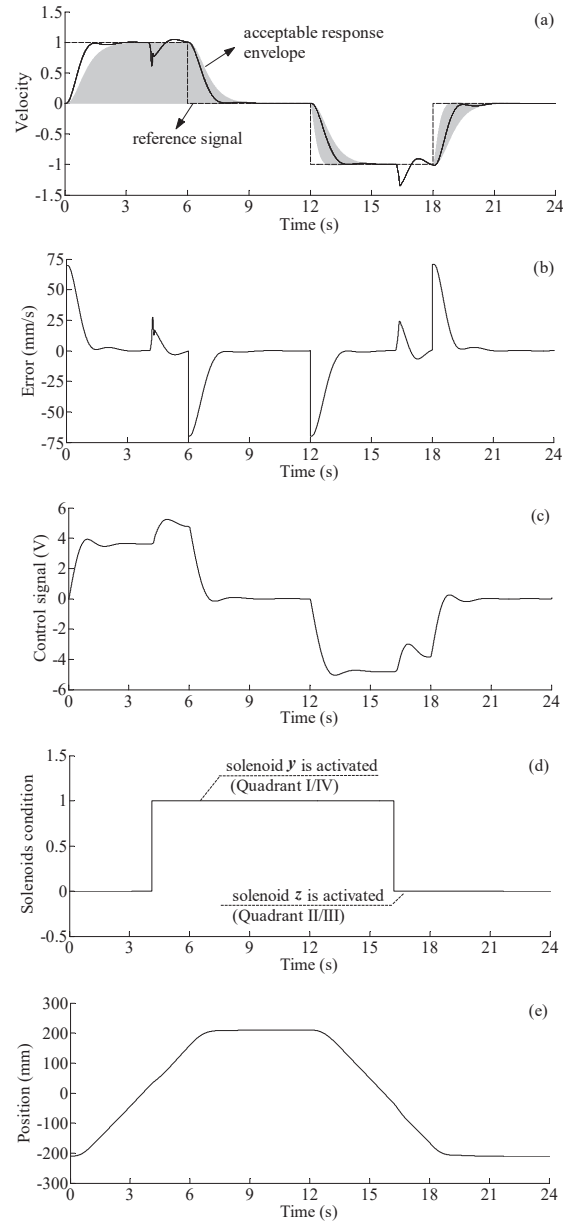 (a)
1.5
1
0.5
0
-0.5
-1
-1.5
Velocity
acceptable response
envelope
reference signal
0 3 6 9 12 15 18 21 24
Time (s)
(b)
75
50
25
0
-25
-50
-75
Error (mm/s)
0 3 6 9 12 15 18 21 24
Time (s)
(c)
6
4
2
0
-2
-4
-6
Control signal (V)
0 3 6 9 12 15 18 21 24
Time (s)
(d)
1.5
1
0.5
0
-0.5
Solenoids condition
solenoid y is activated
(Quadrant I/IV)
solenoid z is activated
(Quadrant II/III)
0 3 6 9 12 15 18 21 24
Time (s)
(e)
300
200
100
0
-100
-200
-300
Position (mm)
0 3 6 9 12 15 18 21 24
Time (s)